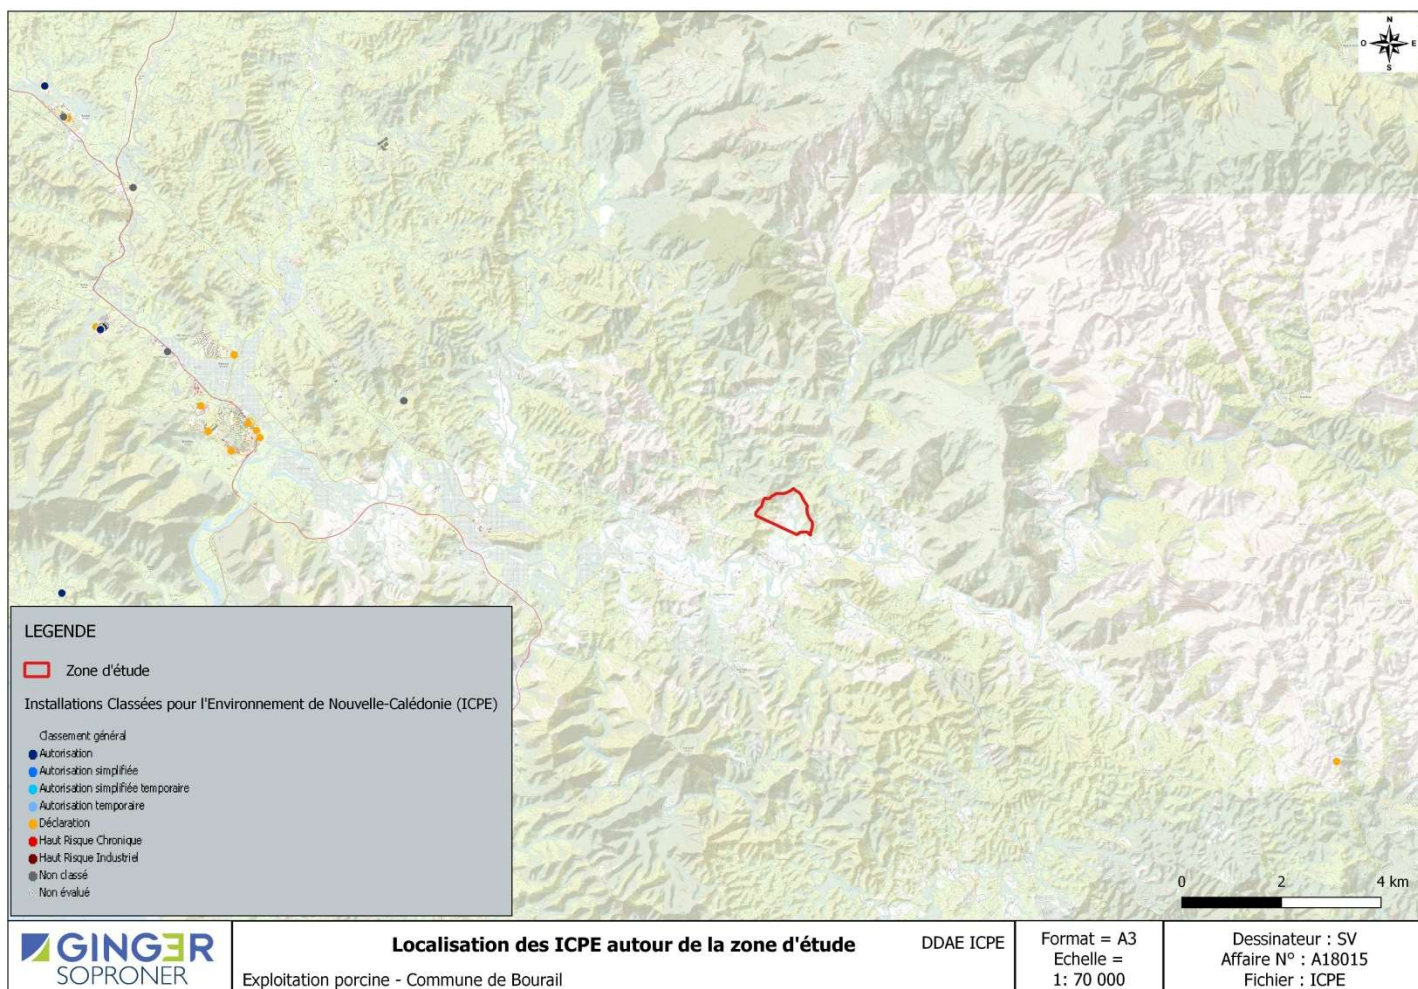 N
O E
S
LEGENDE
Zone d'étude
Installations Classées pour l'Environnement de Nouvelle-Calédonie (ICPE)
Classement général
Autorisation
Autorisation simplifiée
Autorisation simplifiée temporaire
Autorisation temporaire
Déclaration
Haut Risque Chronique
Haut Risque Industriel
Non classé
Non évalué
0 2 4 km
GINGER
SOPRONER
Localisation des ICPE autour de la zone d'étude
DDAE ICPE
Exploitation porcine - Commune de Bourail
Format = A3
Echelle =
1: 70 000
Dessinateur : SV
Affaire N° : A18015
Fichier : ICPE